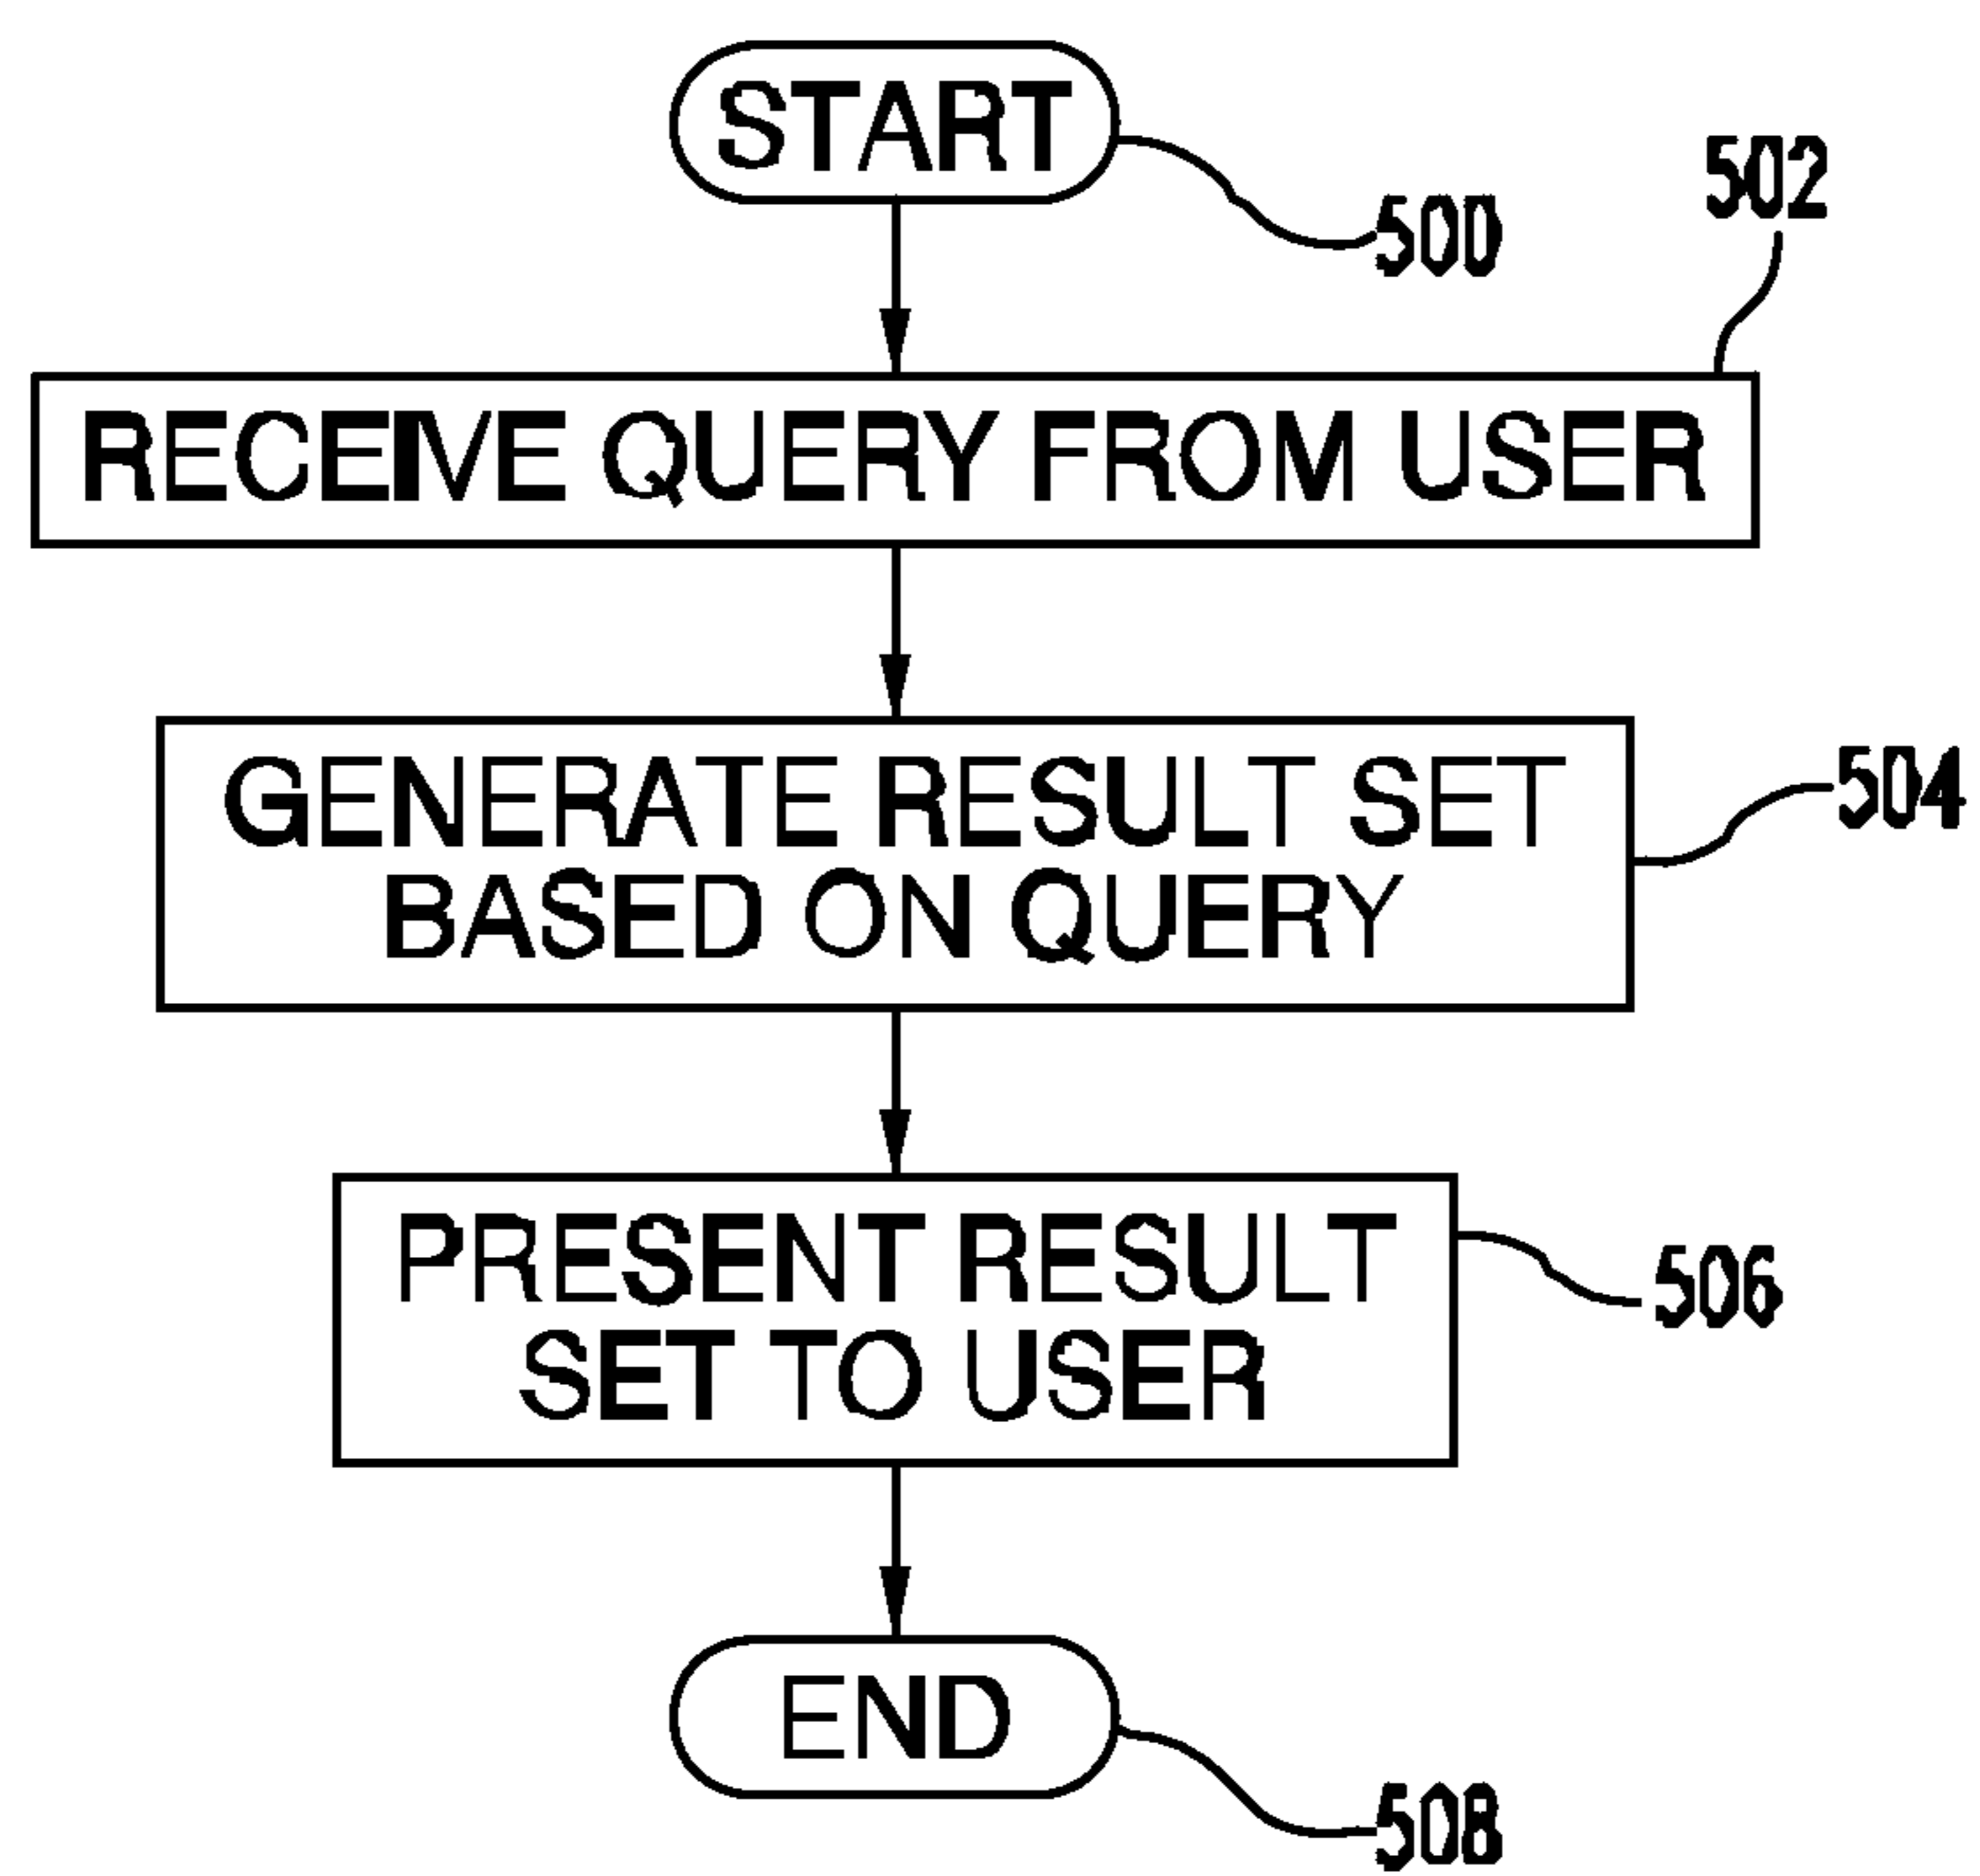 START
500
502
RECEIVE QUERY FROM USER
GENERATE RESULT SET
BASED ON QUERY
504
PRESENT RESULT
SET TO USER
506
END
508